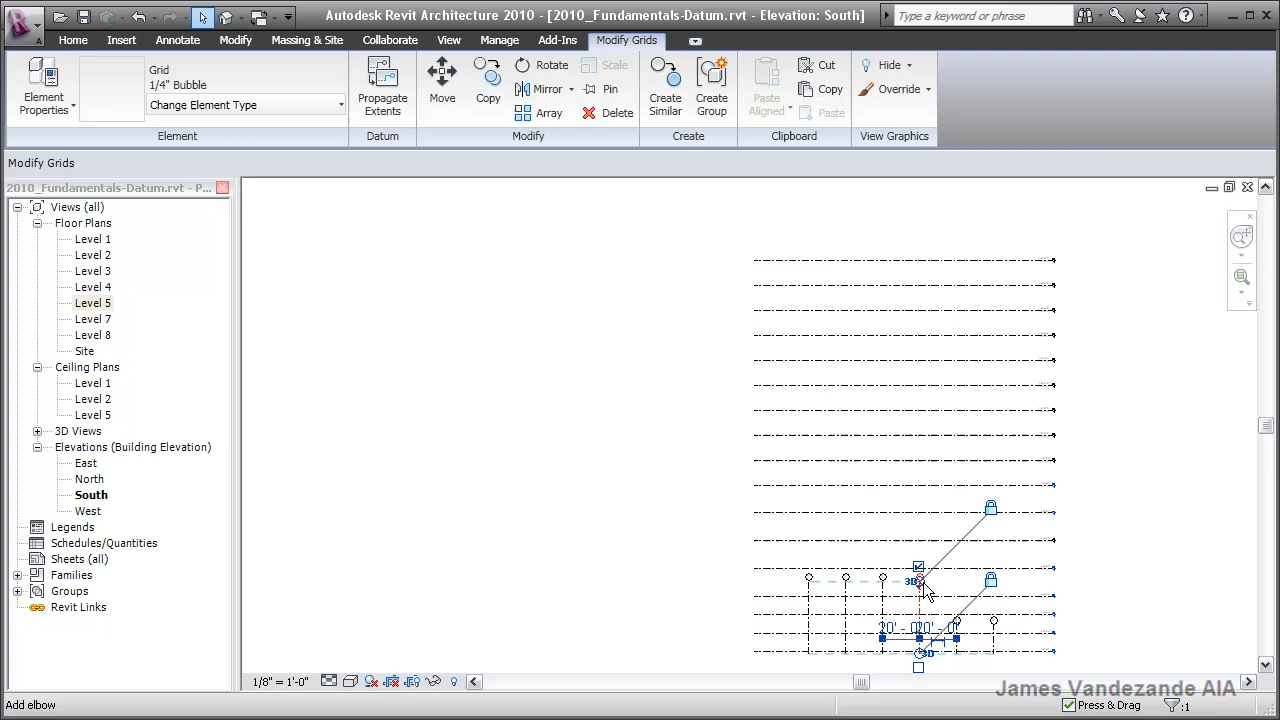 Autodesk Revit Architecture 2010 - [2010_Fundamentals-Datum.rvt - Elevation: South]
Type a keyword or phrase
Home Insert Annotate Modify Massing & Site Collaborate View Manage Add-Ins Modify Grids
Element Properties
Grid
1/4" Bubble
Change Element Type
Propagate Extents
Move
Copy
Rotate
Mirror
Array
Scale
Pin
Delete
Create Similar
Create Group
Paste Aligned
Cut
Copy
Paste
Hide
Override
Element Datum Modify Create Clipboard View Graphics
Modify Grids
2010_Fundamentals-Datum.rvt - P...
Views (all)
Floor Plans
Level 1
Level 2
Level 3
Level 4
Level 5
Level 7
Level 8
Site
Ceiling Plans
Level 1
Level 2
Level 5
3D Views
Elevations (Building Elevation)
East
North
South
West
Legends
Schedules/Quantities
Sheets (all)
Families
Groups
Revit Links
3D
3D
1/8" = 1'-0"
James Vandezande AIA
Add elbow
Press & Drag
:1